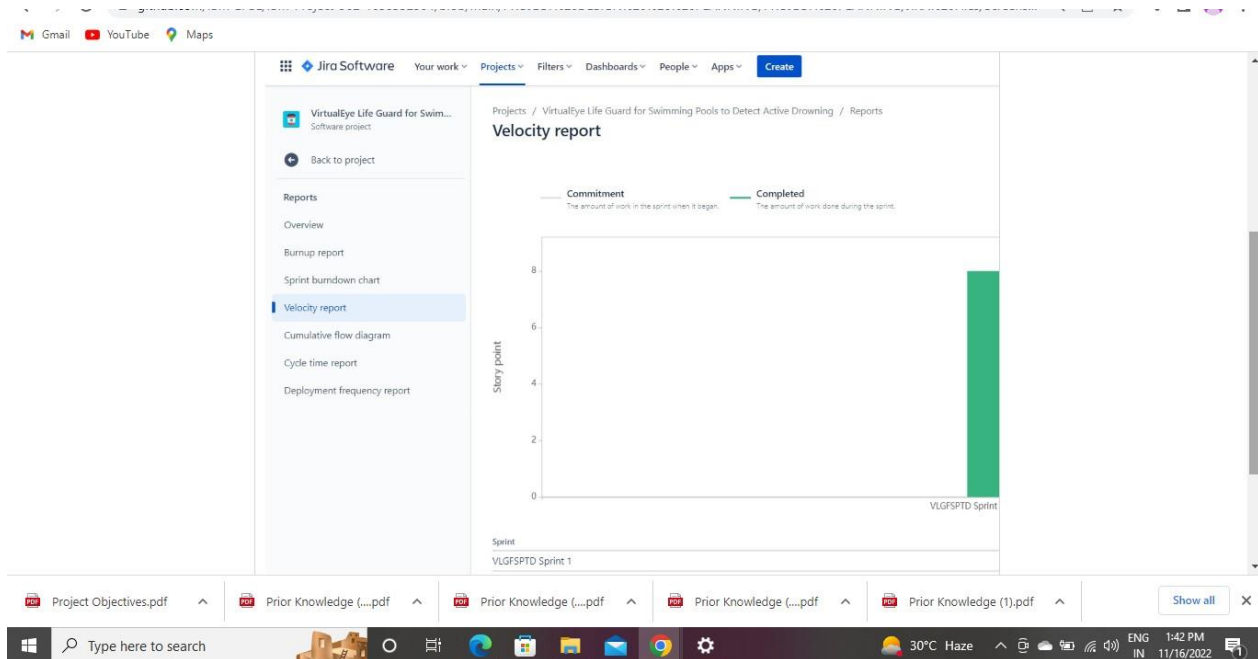 Gmail YouTube Maps
Jira Software Your work Projects Filters Dashboards People Apps Create
VirtualEye Life Guard for Swim...
Software project
Back to project
Reports
Overview
Burnup report
Sprint burndown chart
Velocity report
Cumulative flow diagram
Cycle time report
Deployment frequency report
Projects / VirtualEye Life Guard for Swimming Pools to Detect Active Drowning / Reports
Velocity report
Commitment
The amount of work in the sprint when it began.
Completed
The amount of work done during the sprint.
8
6
4
2
0
Story point
VLGFSPTD Sprint
Sprint
VLGFSPTD Sprint 1
Project Objectives.pdf Prior Knowledge (....pdf Prior Knowledge (....pdf Prior Knowledge (....pdf Prior Knowledge (1).pdf Show all
Type here to search 30°C Haze ENG 1:42 PM
IN 11/16/2022